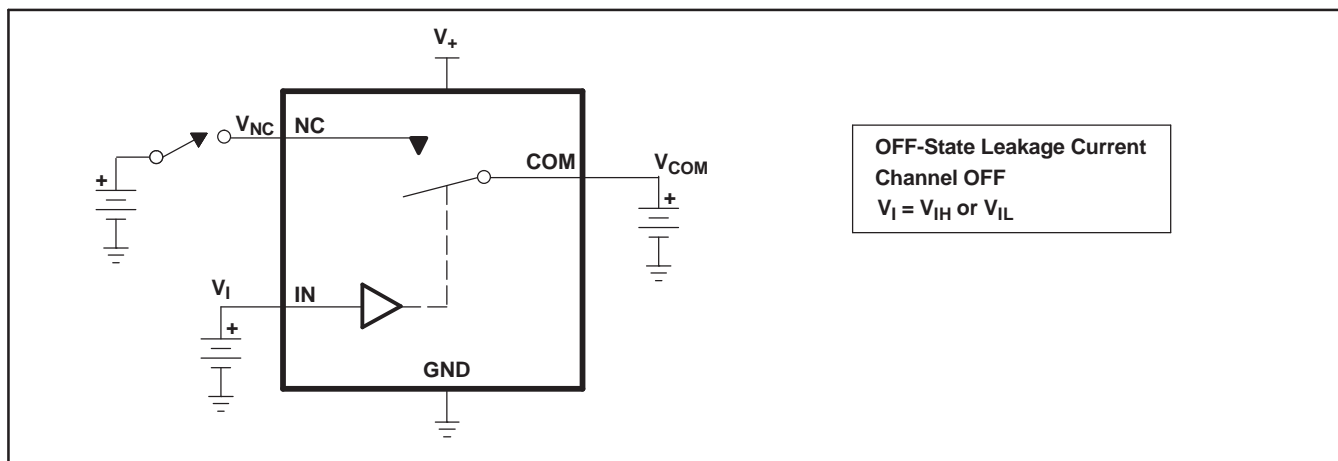 V+
VNC
NC
+
COM
VCOM
+
VI
IN
+
GND
OFF-State Leakage Current
Channel OFF
VI = VIH or VIL